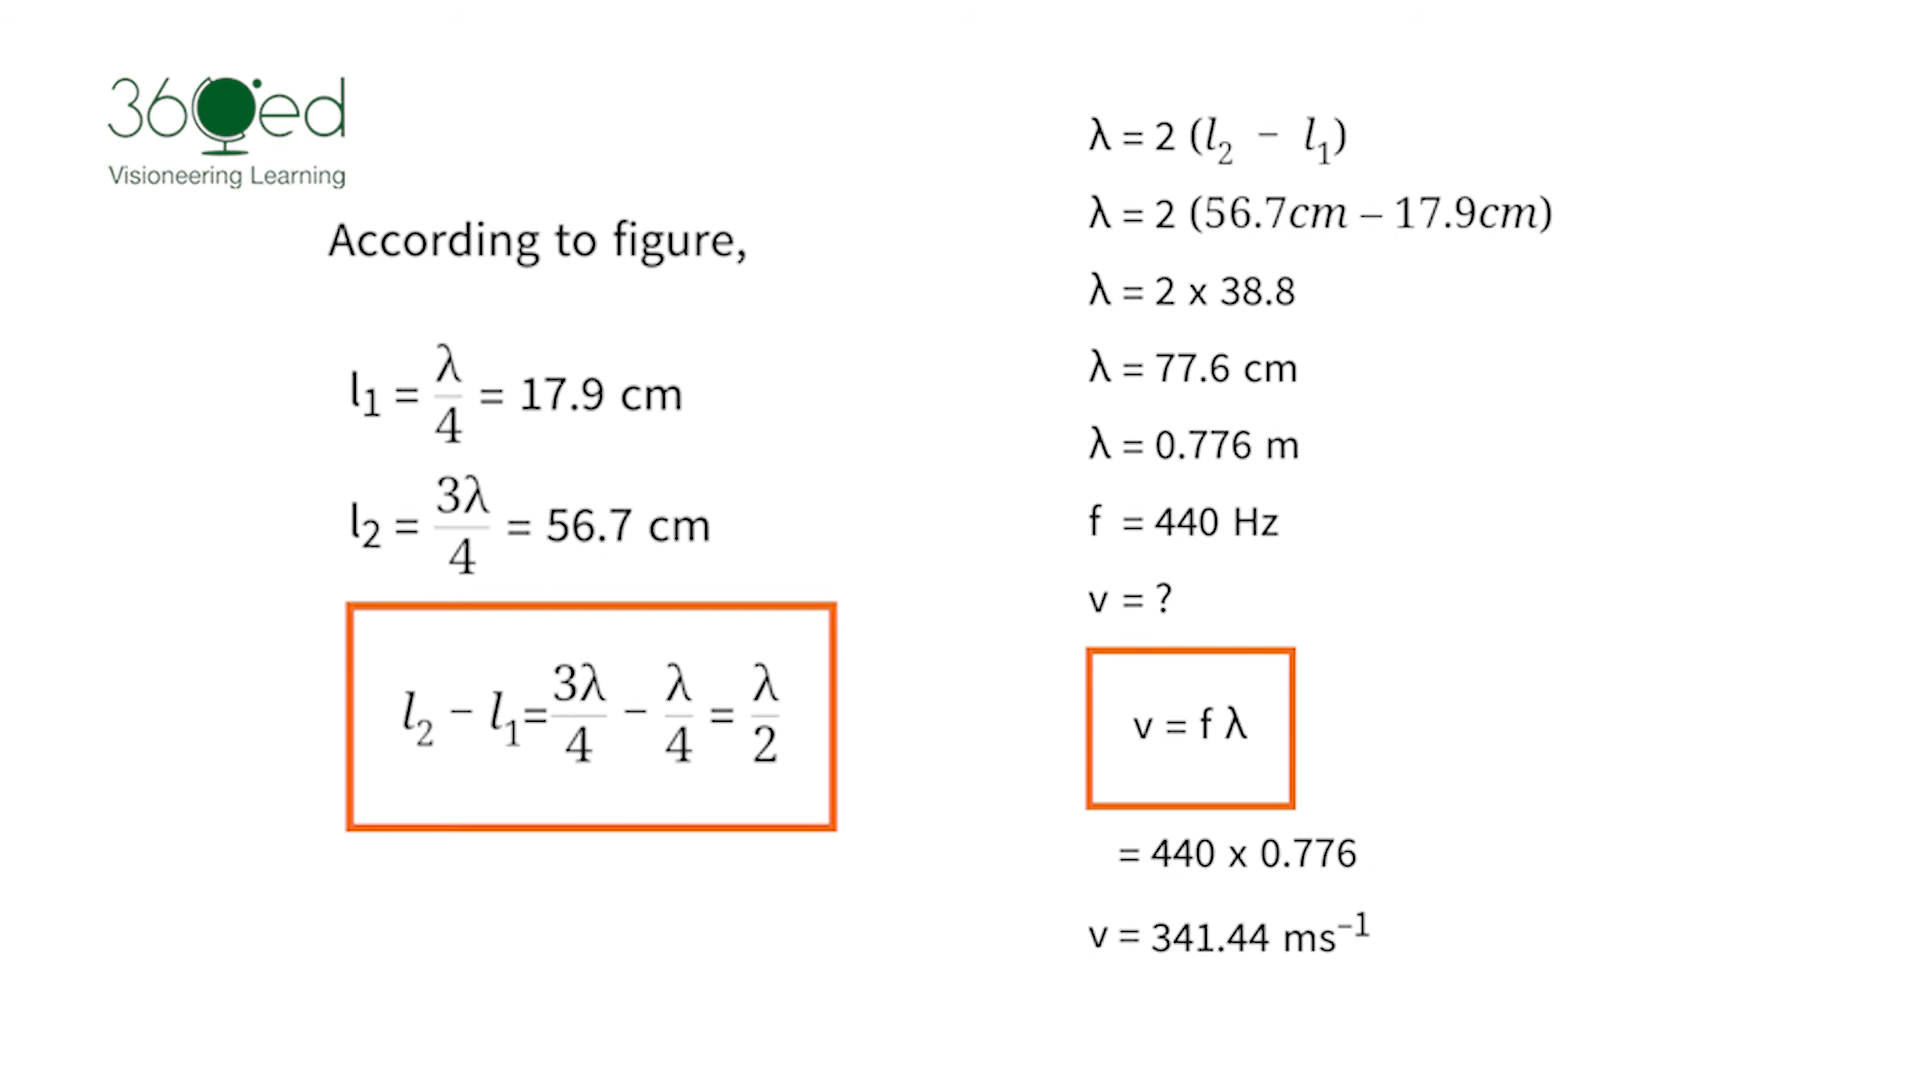 360ed
Visioneering Learning
According to figure,
l₁ = λ/4 = 17.9 cm
l₂ = 3λ/4 = 56.7 cm
l₂ − l₁=3λ/4 − λ/4 = λ/2
λ = 2 (l₂ − l₁)
λ = 2 (56.7cm – 17.9cm)
λ = 2 x 38.8
λ = 77.6 cm
λ = 0.776 m
f = 440 Hz
v = ?
v = f λ
= 440 x 0.776
v = 341.44 ms⁻¹